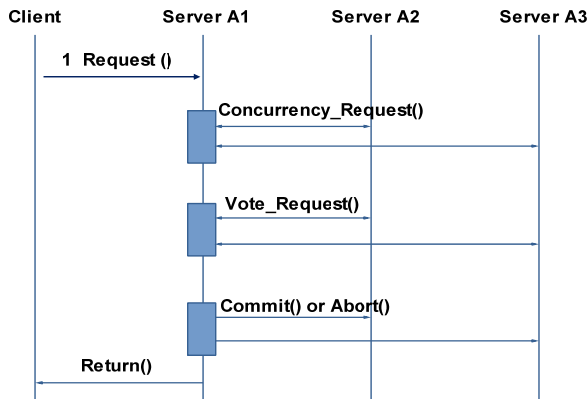 Client Server A1 Server A2 Server A3
1 Request ()
Concurrency_Request()
Vote_Request()
Commit() or Abort()
Return()